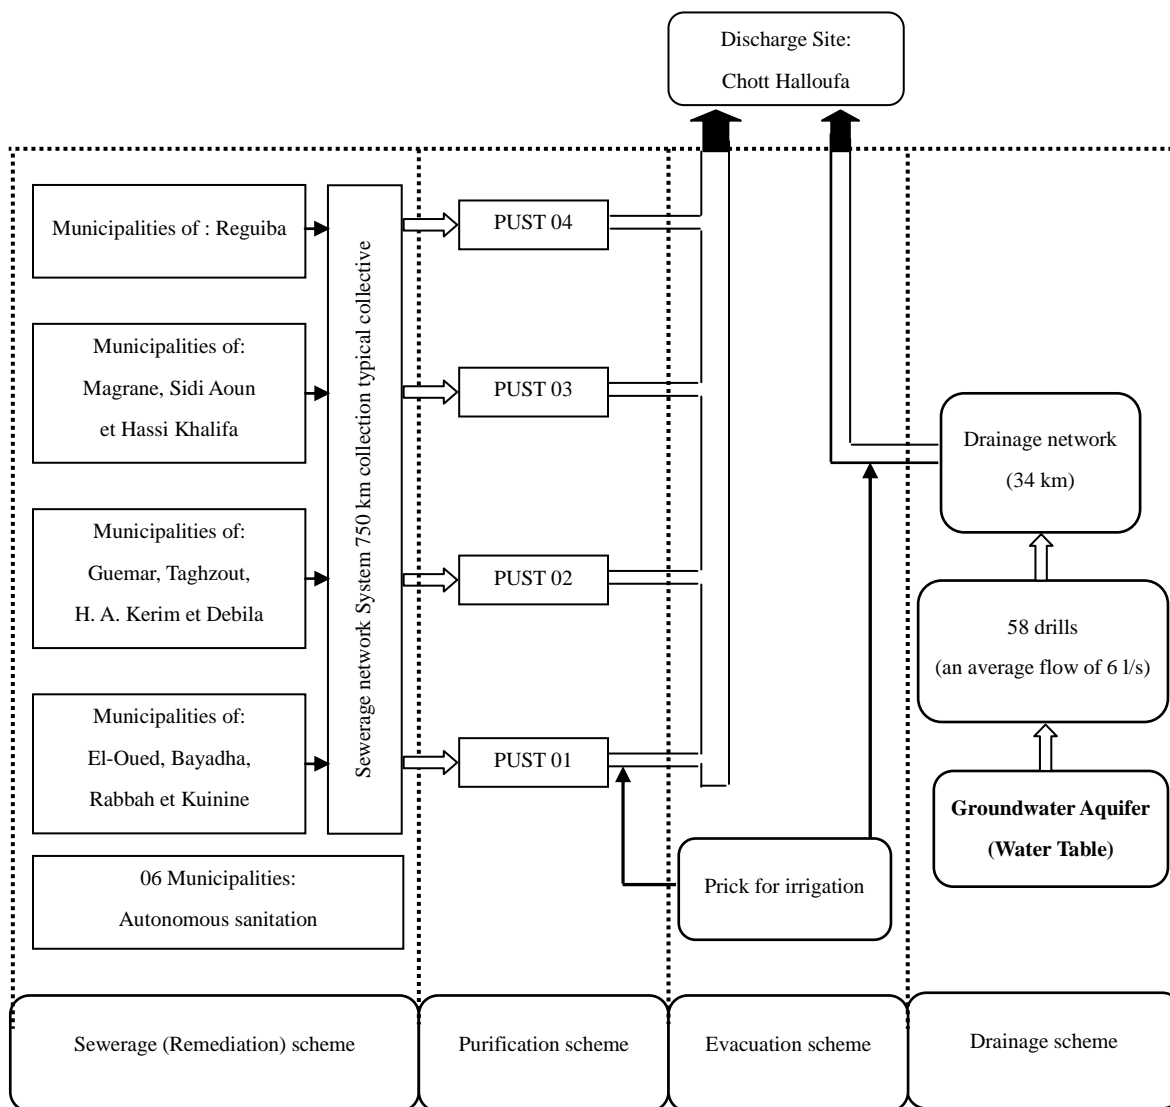 Discharge Site:
Chott Halloufa
Municipalities of : Reguiba
Municipalities of:
Magrane, Sidi Aoun
et Hassi Khalifa
Municipalities of:
Guemar, Taghzout,
H. A. Kerim et Debila
Municipalities of:
El-Oued, Bayadha,
Rabbah et Kuinine
06 Municipalities:
Autonomous sanitation
Sewerage network System 750 km collection typical collective
PUST 04
PUST 03
PUST 02
PUST 01
Prick for irrigation
Drainage network
(34 km)
58 drills
(an average flow of 6 l/s)
Groundwater Aquifer
(Water Table)
Sewerage (Remediation) scheme
Purification scheme
Evacuation scheme
Drainage scheme